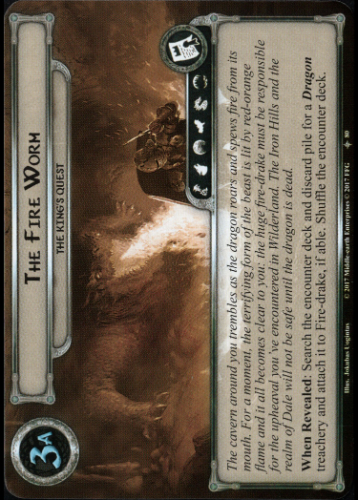 3A
THE FIRE WORM
THE KING'S QUEST
The cavern around you trembles as the dragon roars and spews fire from its
mouth. For a moment, the terrifying form of the beast is lit by red-orange
flame and it all becomes clear to you: the huge fire-drake must be responsible
for the upheaval you've encountered in Wilderland. The Iron Hills and the
realm of Dale will not be safe until the dragon is dead.
When Revealed: Search the encounter deck and discard pile for a Dragon
treachery and attach it to Fire-drake, if able. Shuffle the encounter deck.
Illus. Jokubas Uogintas © 2017 Middle-earth Enterprises © 2017 FFG 80